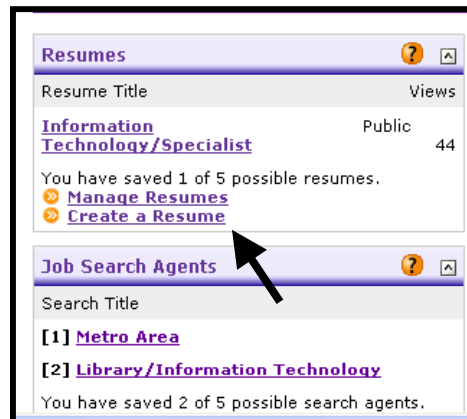 Resumes ?
Resume Title Views
Information Public
Technology/Specialist 44
You have saved 1 of 5 possible resumes.
Manage Resumes
Create a Resume
Job Search Agents ?
Search Title
[1] Metro Area
[2] Library/Information Technology
You have saved 2 of 5 possible search agents.